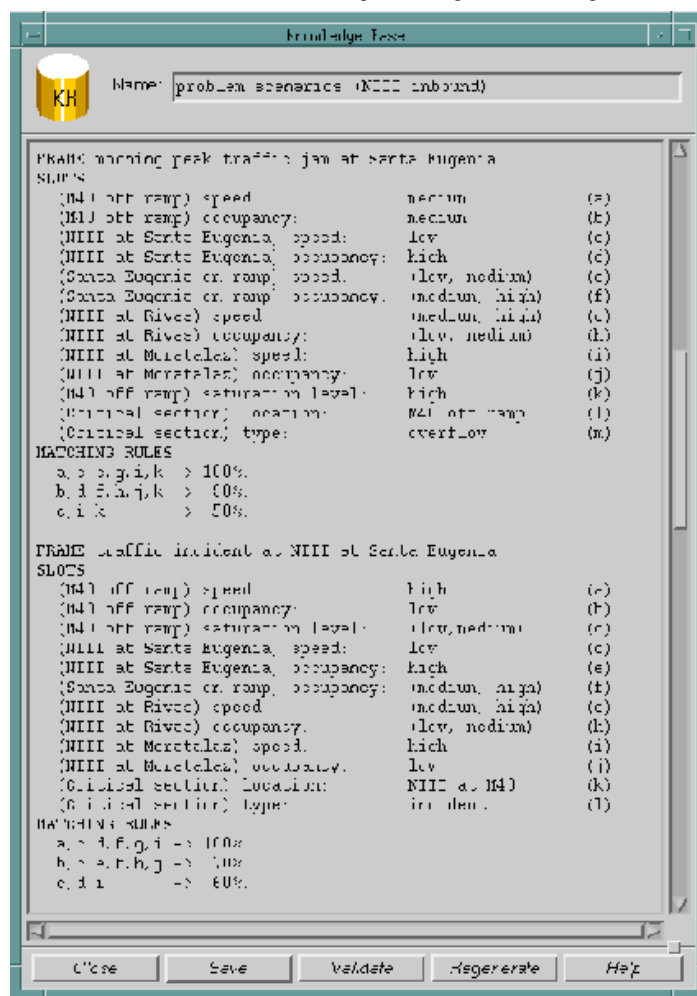 Knowledge Base
KB
Name: problem scenarios (NIII inbound)
FRAME morning peak traffic jam at Santa Eugenia
SLOTS
(M40 off ramp) speed medium (a)
(M40 off ramp) occupancy: medium (b)
(NIII at Santa Eugenia) speed: low (c)
(NIII at Santa Eugenia) occupancy: high (d)
(Santa Eugenia on ramp) speed: (low, medium) (e)
(Santa Eugenia on ramp) occupancy: (medium, high) (f)
(NIII at Rivas) speed (medium, high) (g)
(NIII at Rivas) occupancy: (low, medium) (h)
(NIII at Moratalaz) speed: high (i)
(NIII at Moratalaz) occupancy: low (j)
(M40 off ramp) saturation level: high (k)
(Critical section) location: M40 off ramp (l)
(Critical section) type: overflow (m)
MATCHING RULES
a, c, e, g, i, k -> 100%.
b, d, f, h, j, k ->
c, i, k -> 50%.
FRAME traffic incident at NIII at Santa Eugenia
SLOTS
(M40 off ramp) speed high (a)
(M40 off ramp) occupancy: low (b)
(M40 off ramp) saturation level: (low, medium) (c)
(NIII at Santa Eugenia) speed: low (d)
(NIII at Santa Eugenia) occupancy: high (e)
(Santa Eugenia on ramp) occupancy: (medium, high) (f)
(NIII at Rivas) speed (medium, high) (g)
(NIII at Rivas) occupancy: (low, medium) (h)
(NIII at Moratalaz) speed: high (i)
(NIII at Moratalaz) occupancy: low (j)
(Critical section) location: NIII at M40 (k)
(Critical section) type: incident (l)
MATCHING RULES
a, c, d, f, g, i -> 100%
b, c, e, f, h, j ->
c, d, i -> 60%.
Close Save Validate Regenerate Help